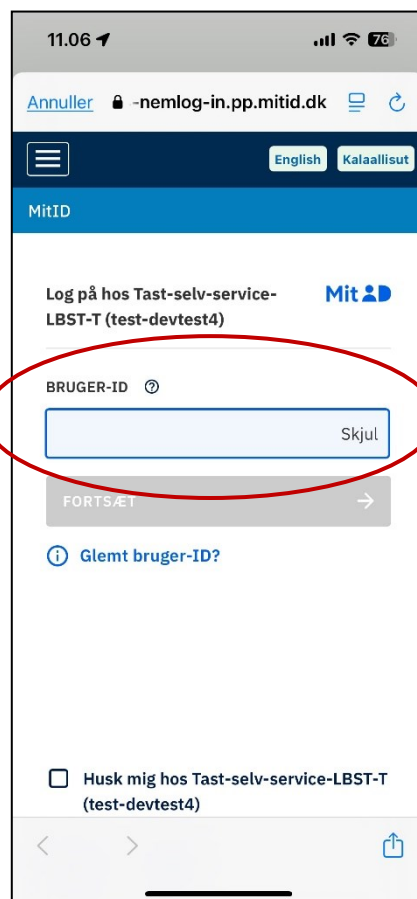 11.06 76
Annuller -nemlog-in.pp.mitid.dk
English Kalaallisut
MitID
Log på hos Tast-selv-service-
LBST-T (test-devtest4)
Mit D
BRUGER-ID ?
Skjul
FORTSÆT →
i Glemt bruger-ID?
Husk mig hos Tast-selv-service-LBST-T
(test-devtest4)